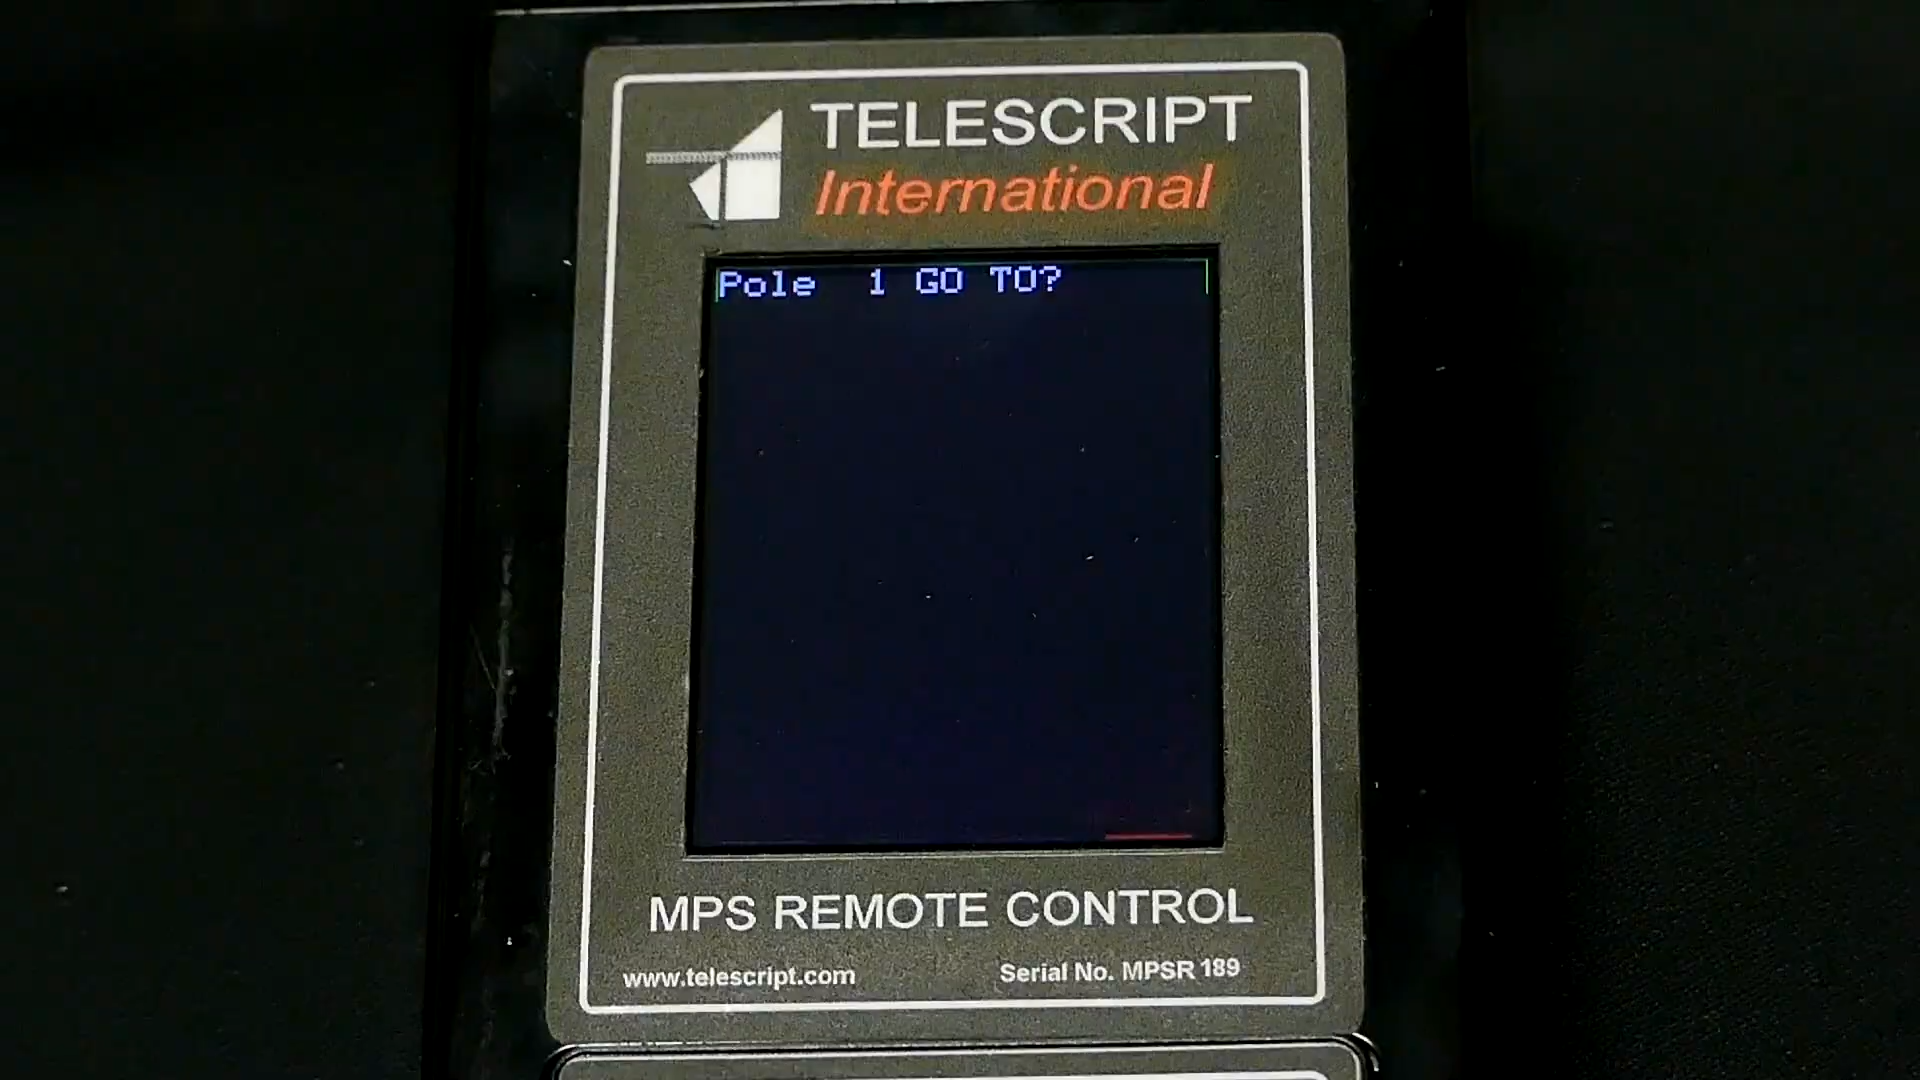 TELESCRIPT
International
Pole 1 GO TO?
MPS REMOTE CONTROL
www.telescript.com Serial No. MPSR 189